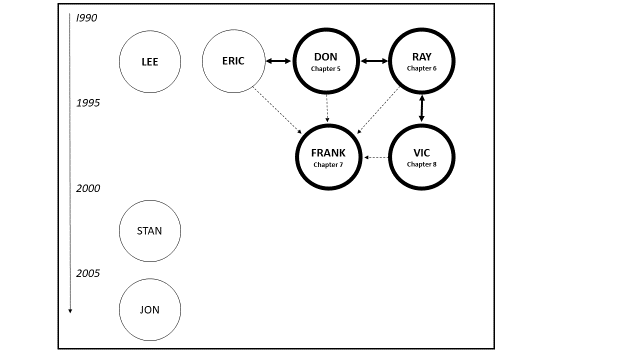 1990
LEE
ERIC
DON
Chapter 5
RAY
Chapter 6
1995
FRANK
Chapter 7
VIC
Chapter 8
2000
STAN
2005
JON